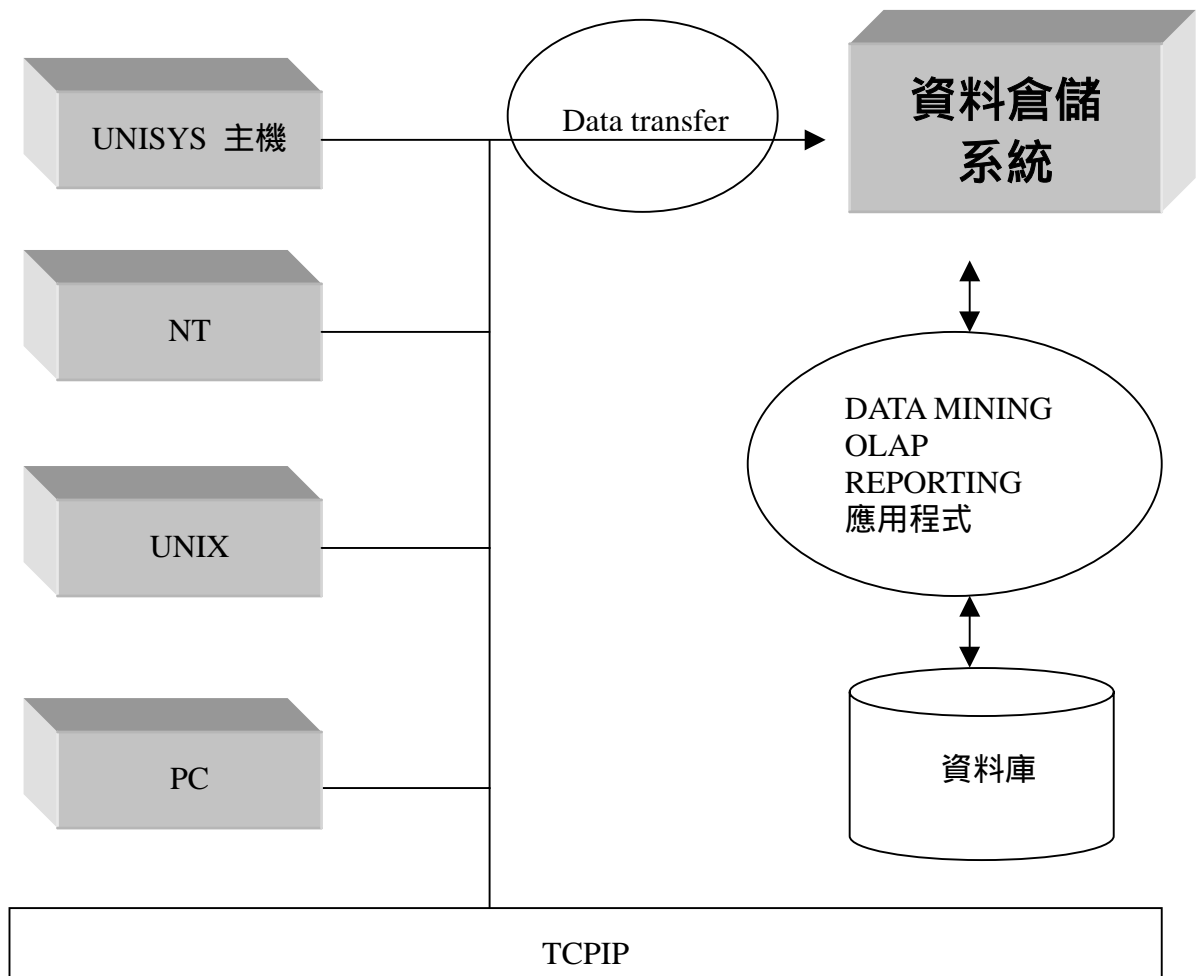 UNISYS 主機
Data transfer
資料倉儲
系統
NT
DATA MINING
OLAP
REPORTING
應用程式
UNIX
PC
資料庫
TCPIP